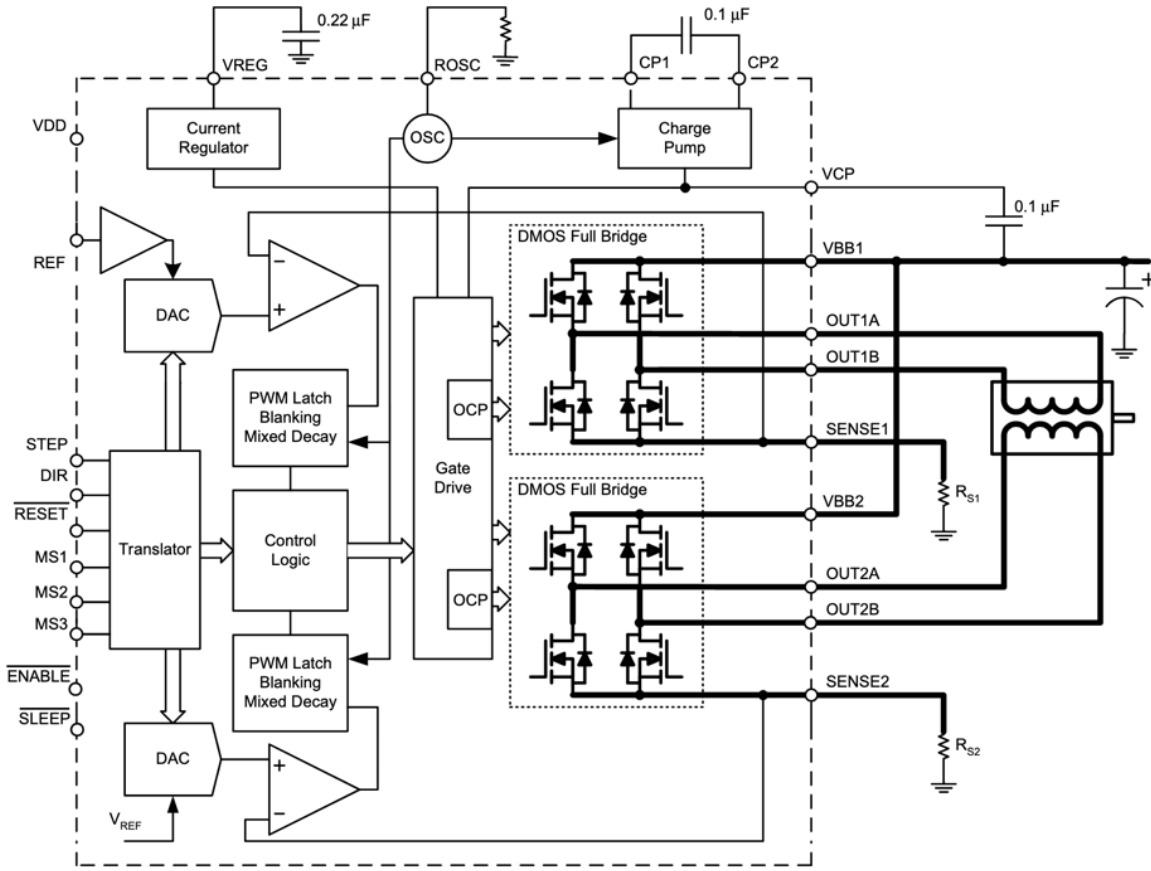 0.22 µF
0.1 µF
VREG
ROSC
CP1
CP2
VDD
Current
Regulator
OSC
Charge
Pump
VCP
0.1 µF
REF
DMOS Full Bridge
VBB1
+
−
+
DAC
OUT1A
OUT1B
PWM Latch
Blanking
Mixed Decay
OCP
SENSE1
STEP
DIR
RESET
MS1
MS2
MS3
Translator
Control
Logic
Gate
Drive
DMOS Full Bridge
RS1
VBB2
OUT2A
OCP
OUT2B
ENABLE
SLEEP
PWM Latch
Blanking
Mixed Decay
SENSE2
DAC
+
−
RS2
VREF